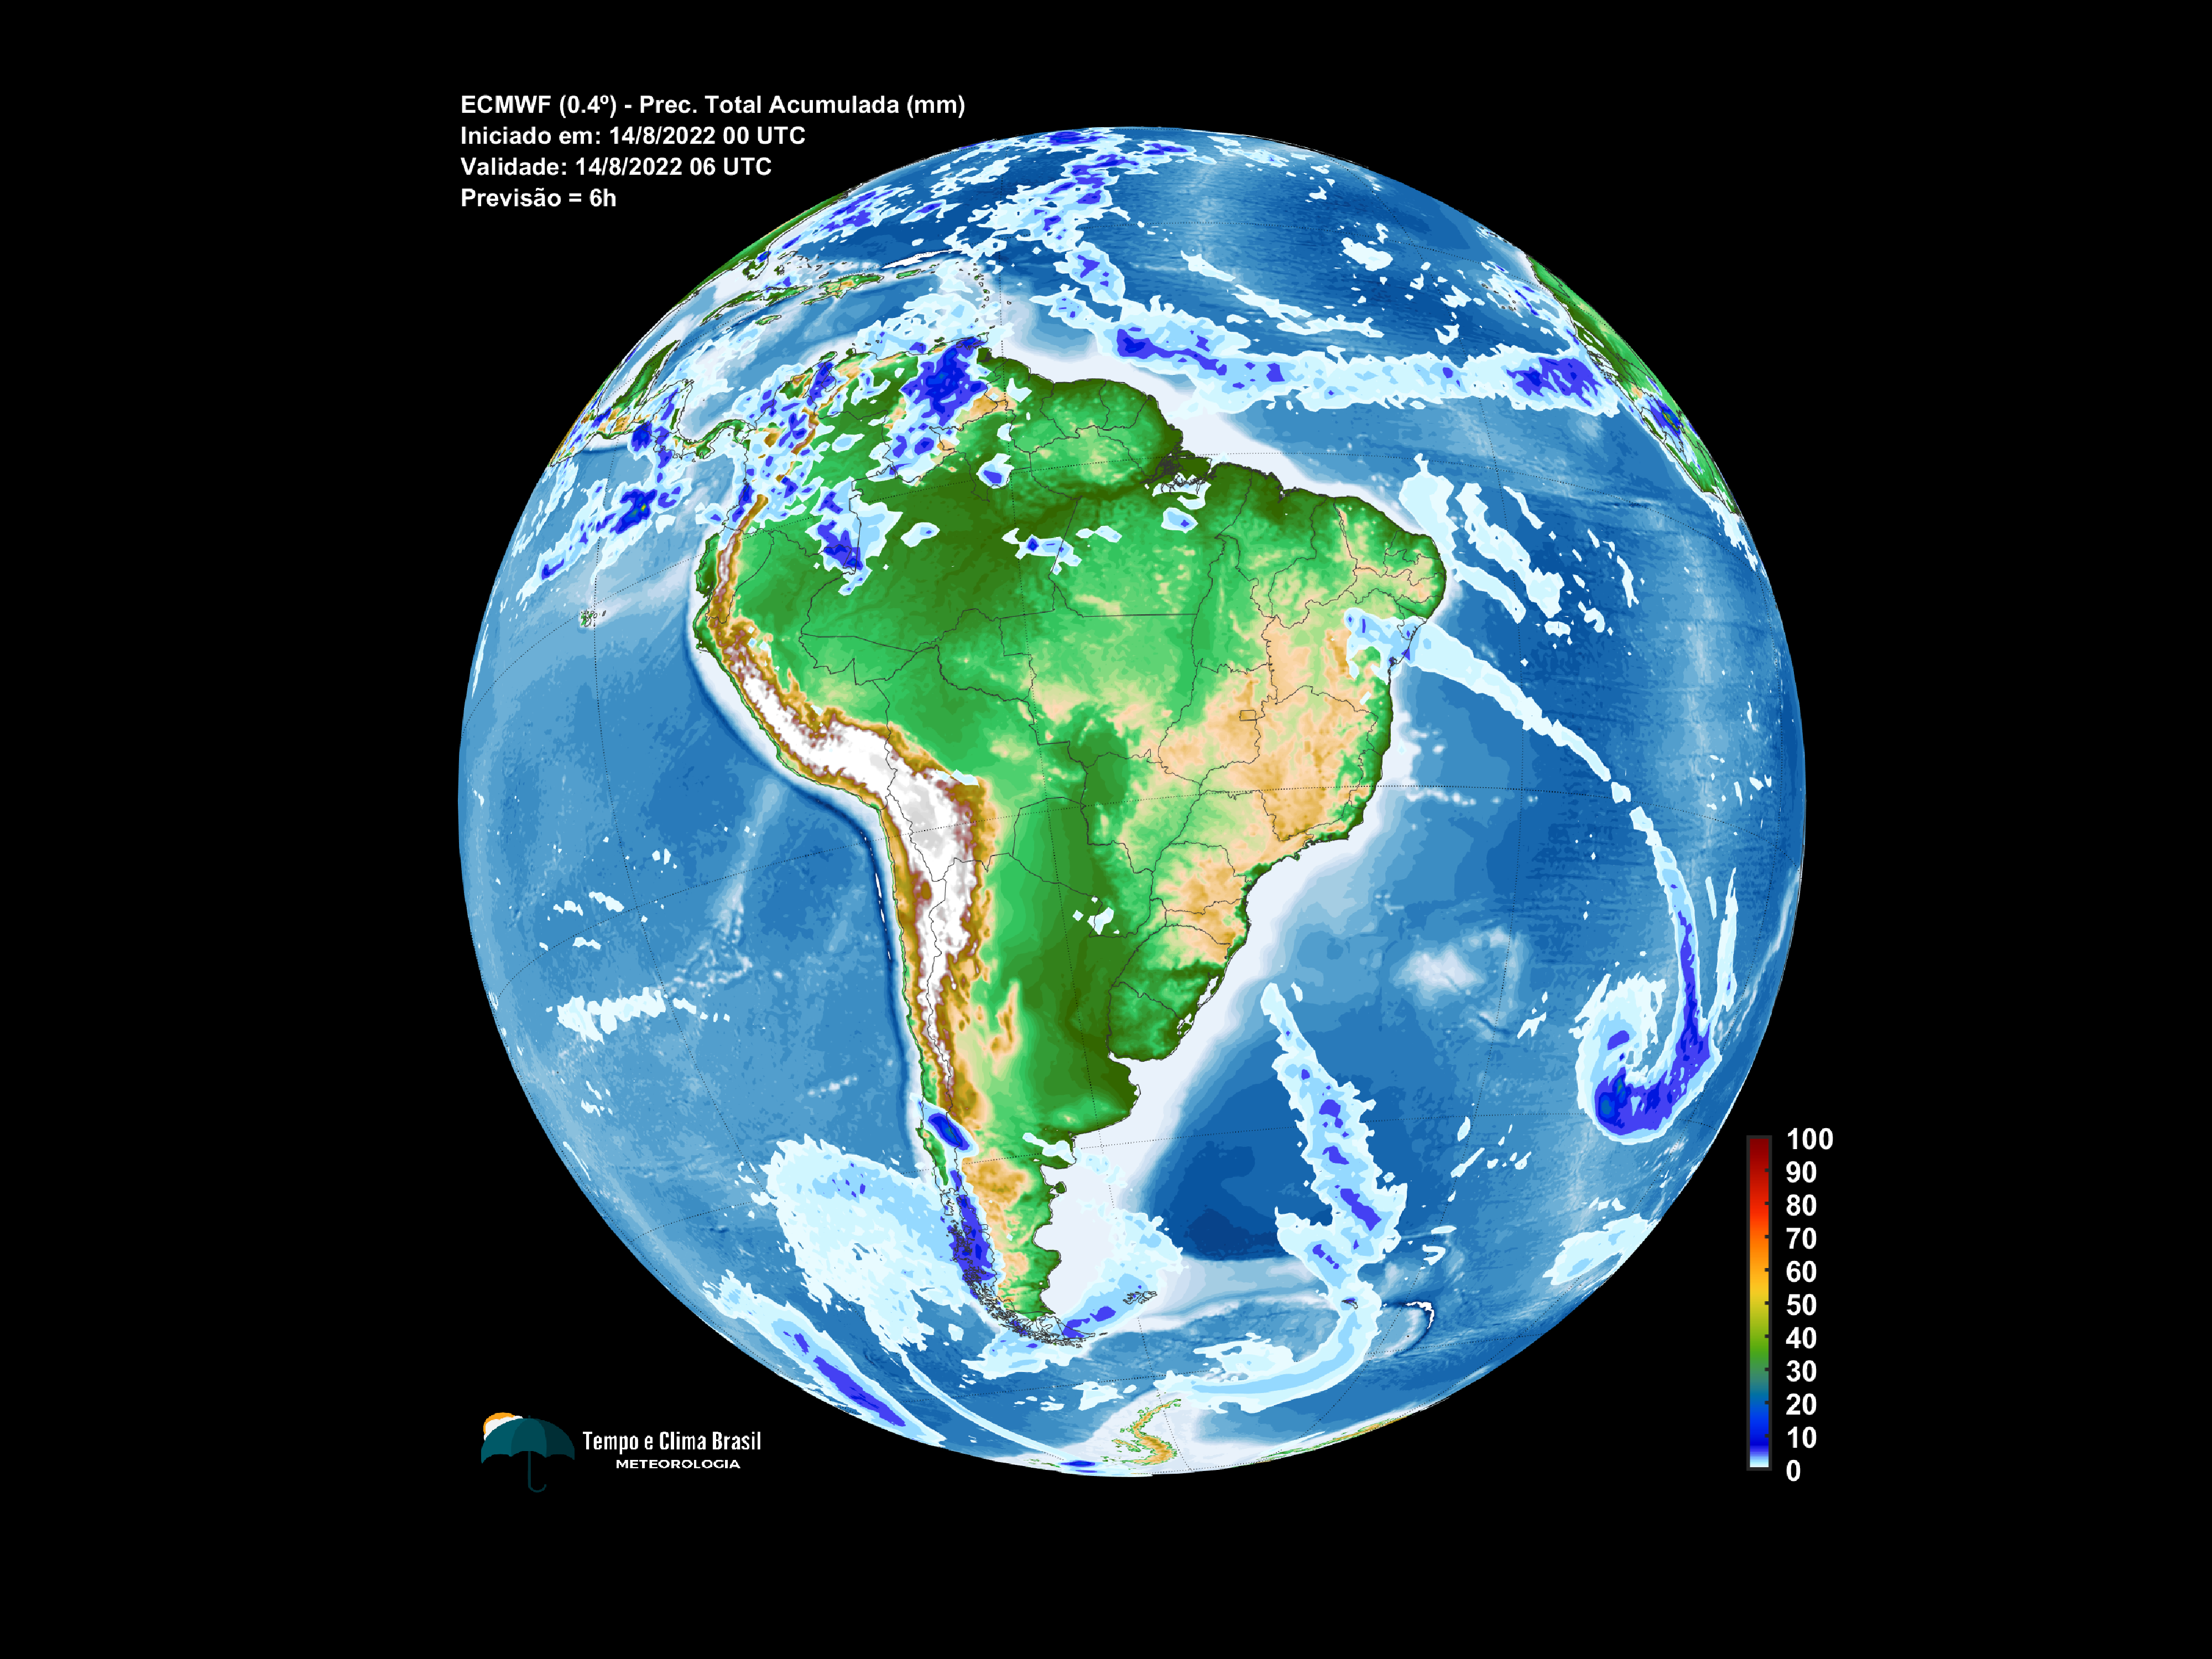 ECMWF (0.4º) - Prec. Total Acumulada (mm)
Iniciado em: 14/8/2022 00 UTC
Validade: 14/8/2022 06 UTC
Previsão = 6h
100
90
80
70
60
50
40
30
20
10
0
Tempo e Clima Brasil
METEOROLOGIA